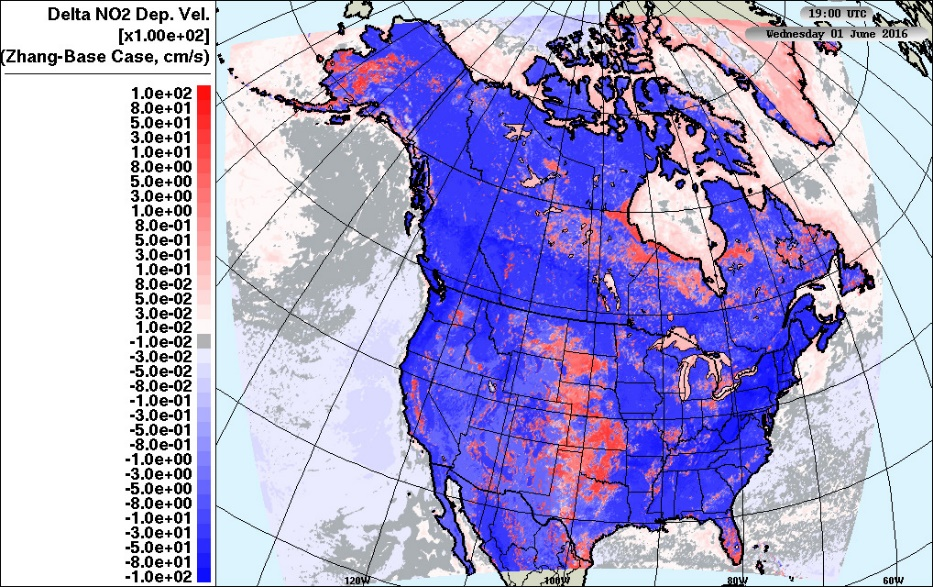 Delta NO2 Dep. Vel.
[x1.00e+02]
(Zhang-Base Case, cm/s)
1.0e+02
8.0e+01
5.0e+01
3.0e+01
1.0e+01
8.0e+00
5.0e+00
3.0e+00
1.0e+00
8.0e-01
5.0e-01
3.0e-01
1.0e-01
8.0e-02
5.0e-02
3.0e-02
1.0e-02
-1.0e-02
-3.0e-02
-5.0e-02
-8.0e-02
-1.0e-01
-3.0e-01
-5.0e-01
-8.0e-01
-1.0e+00
-3.0e+00
-5.0e+00
-8.0e+00
-1.0e+01
-3.0e+01
-5.0e+01
-8.0e+01
-1.0e+02
19:00 UTC
Wednesday 01 June 2016
120W 100W 80W 60W